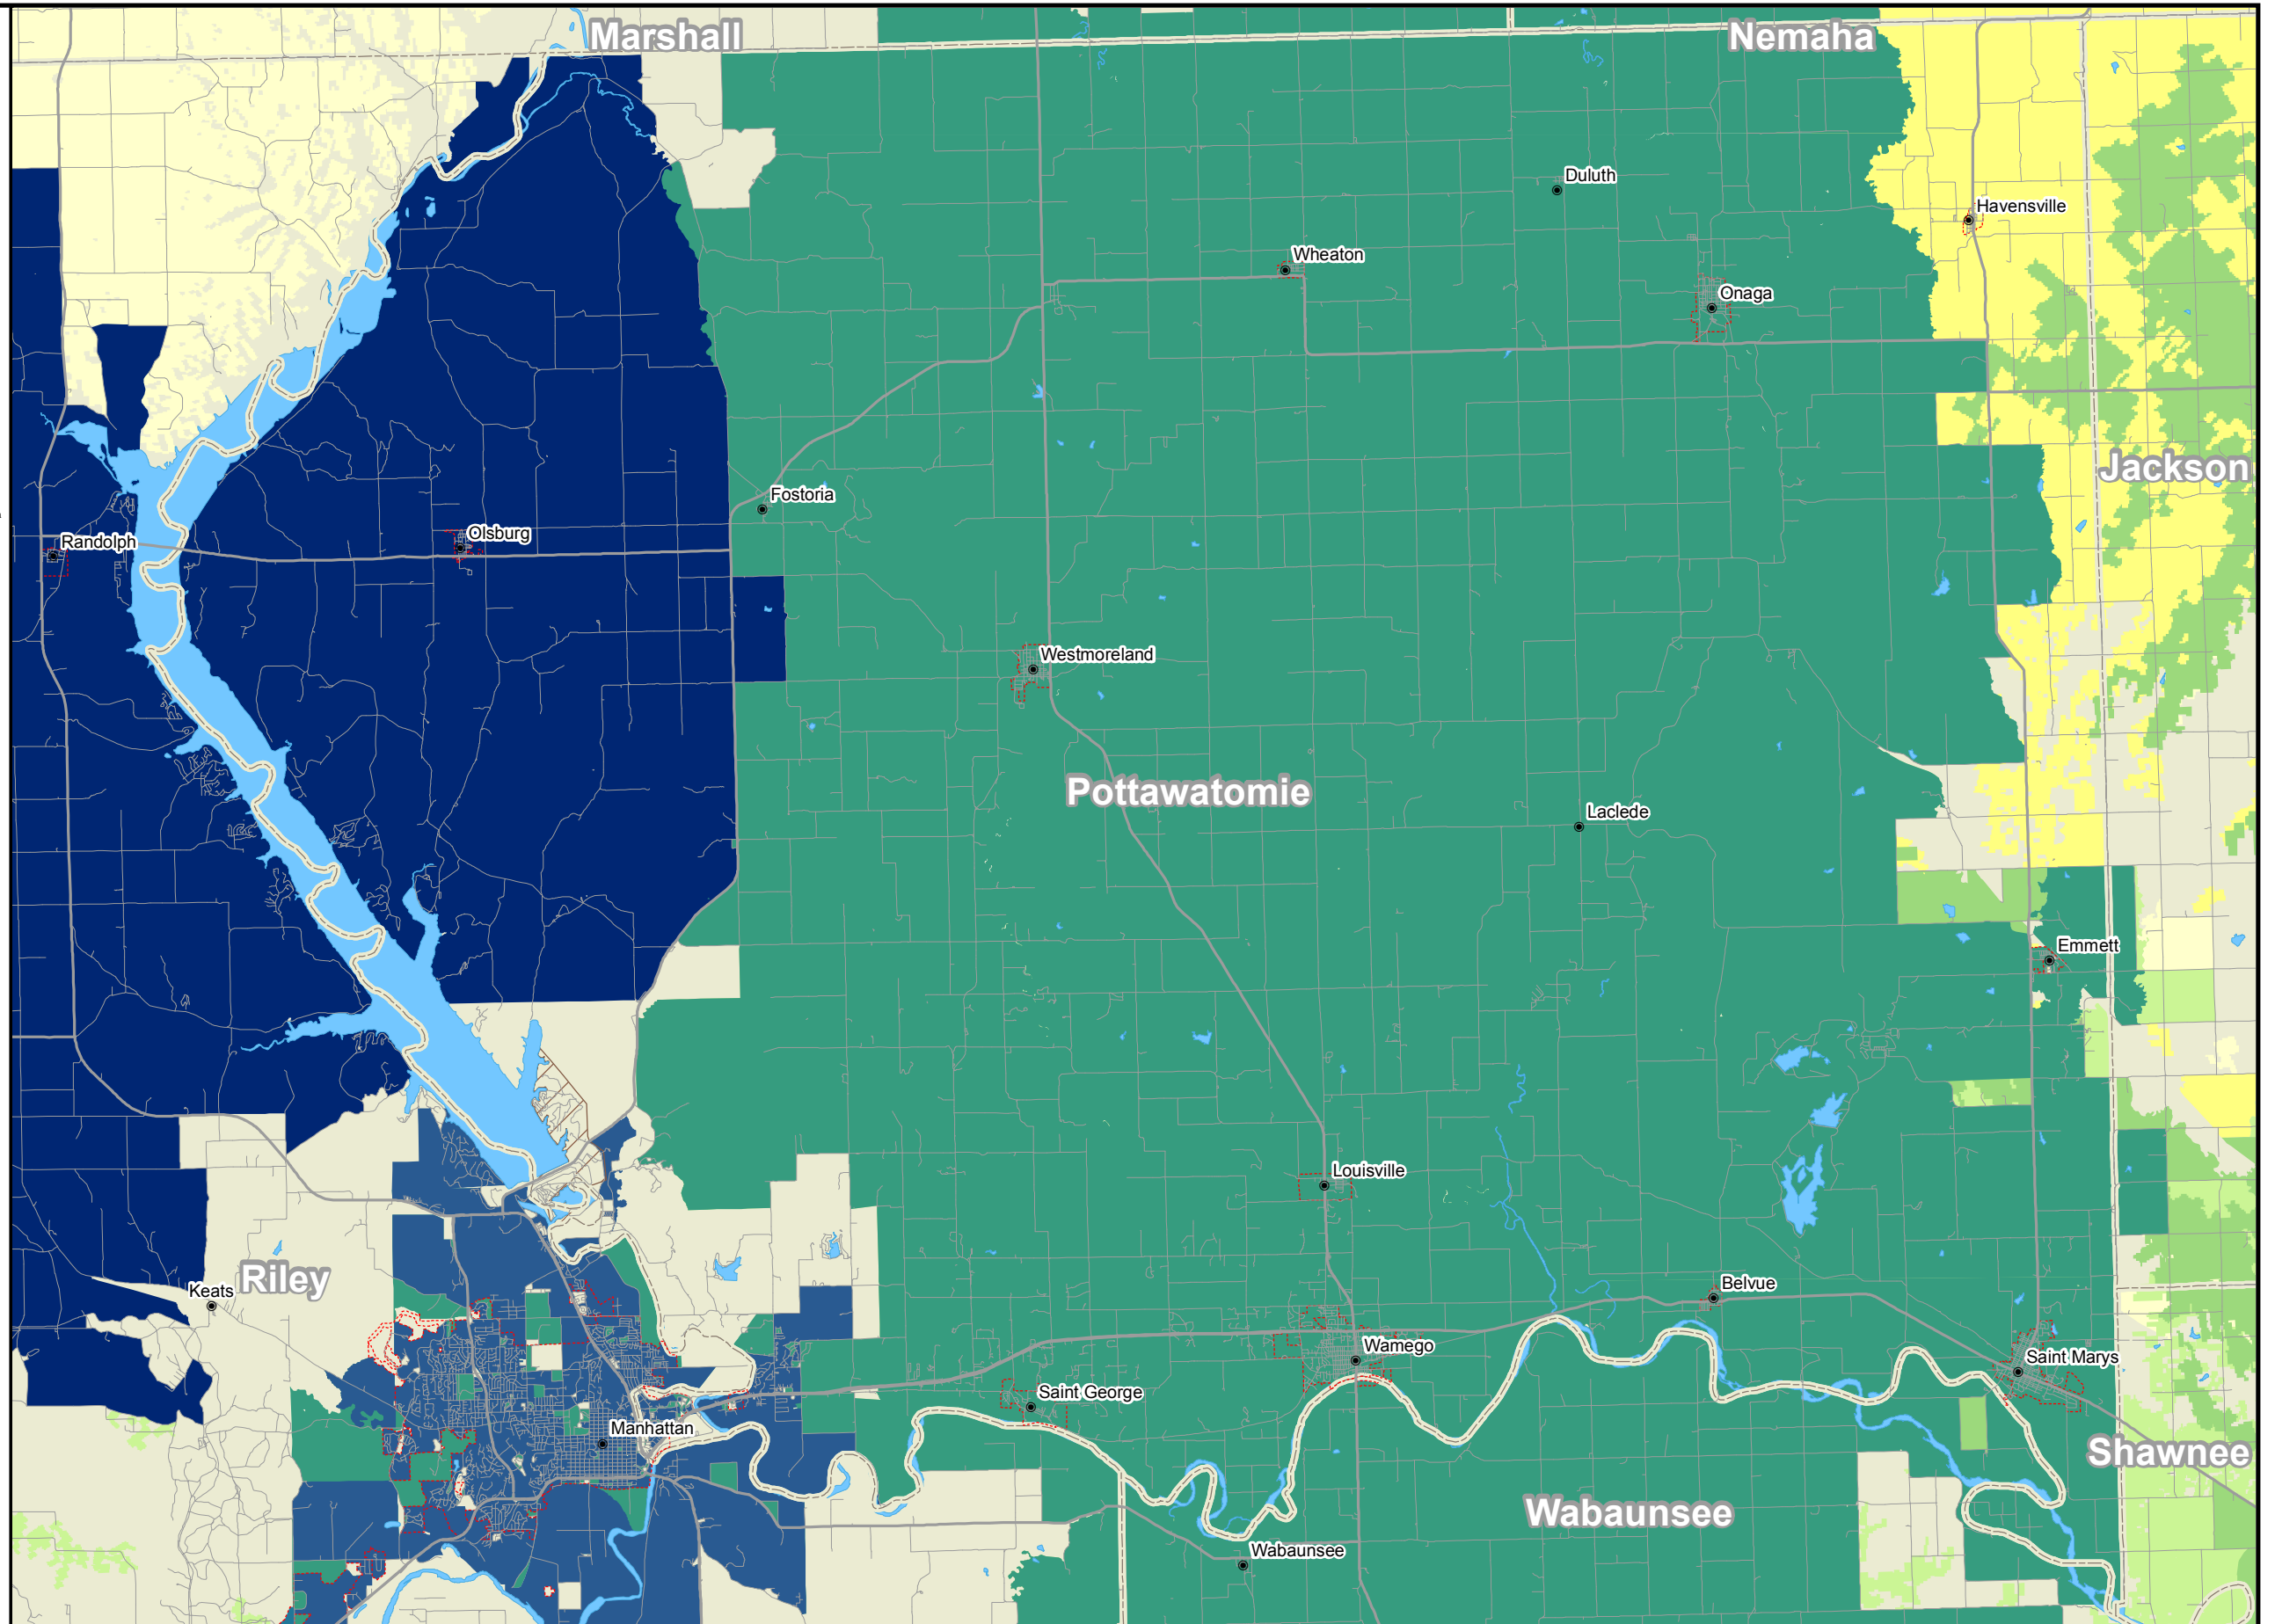 Marshall
Nemaha
Duluth
Havensville
Wheaton
Onaga
Jackson
Fostoria
Olsburg
Randolph
Westmoreland
Pottawatomie
Laclede
Emmett
Louisville
Riley
Keats
Belvue
Wamego
Saint Marys
Saint George
Manhattan
Shawnee
Wabaunsee
Wabaunsee